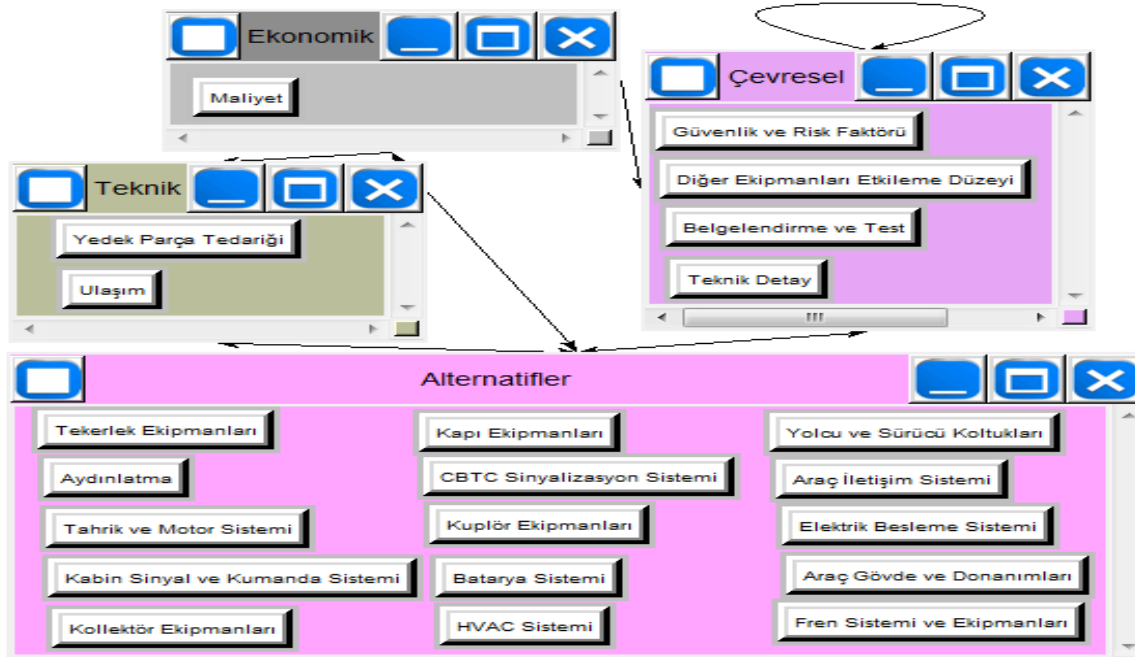 Ekonomik
Maliyet
Çevresel
Güvenlik ve Risk Faktörü
Diğer Ekipmanları Etkileme Düzeyi
Belgelendirme ve Test
Teknik Detay
Teknik
Yedek Parça Tedariği
Ulaşım
Alternatifler
Tekerlek Ekipmanları
Kapı Ekipmanları
Yolcu ve Sürücü Koltukları
Aydınlatma
CBTC Sinyalizasyon Sistemi
Araç İletişim Sistemi
Tahrik ve Motor Sistemi
Kuplör Ekipmanları
Elektrik Besleme Sistemi
Kabin Sinyal ve Kumanda Sistemi
Batarya Sistemi
Araç Gövde ve Donanımları
Kollektör Ekipmanları
HVAC Sistemi
Fren Sistemi ve Ekipmanları